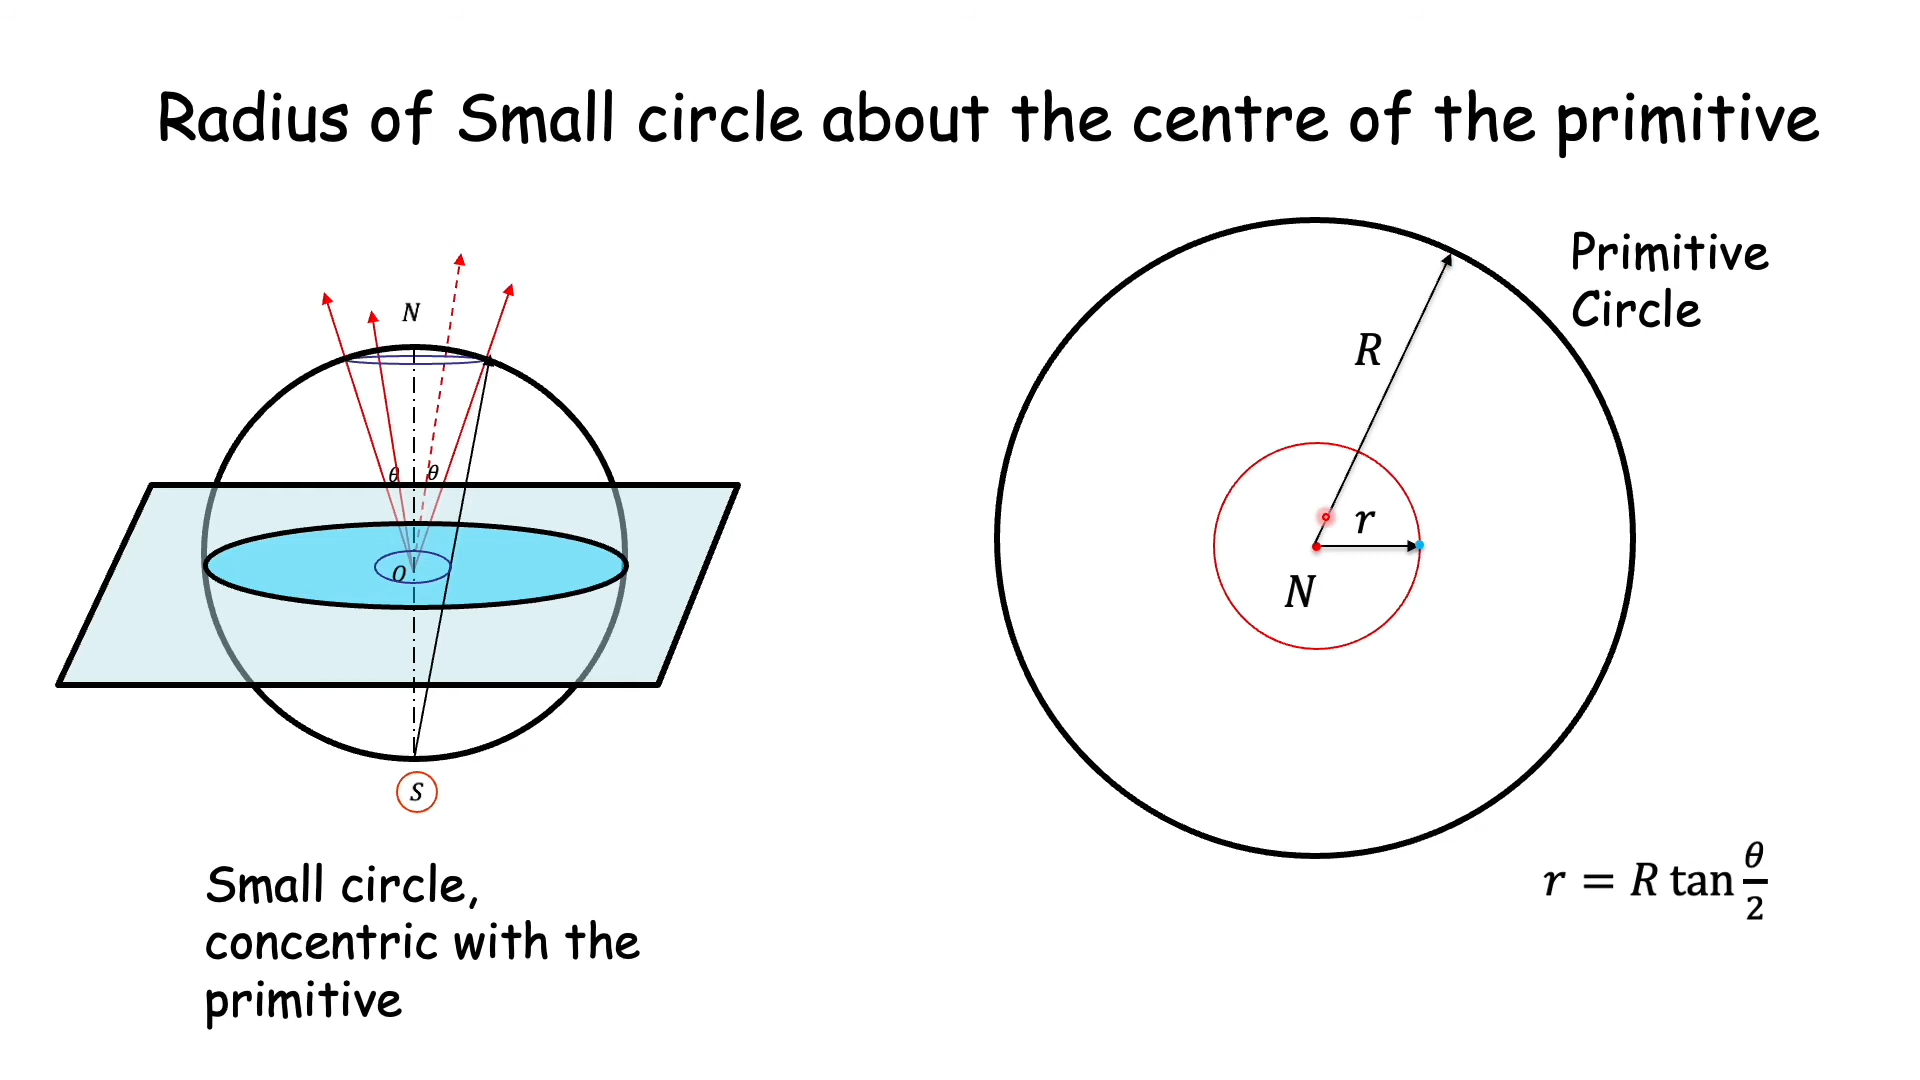 Radius of Small circle about the centre of the primitive
N
θ θ
O
S
Small circle,
concentric with the
primitive
Primitive
Circle
R
r
N
r = R tan θ/2